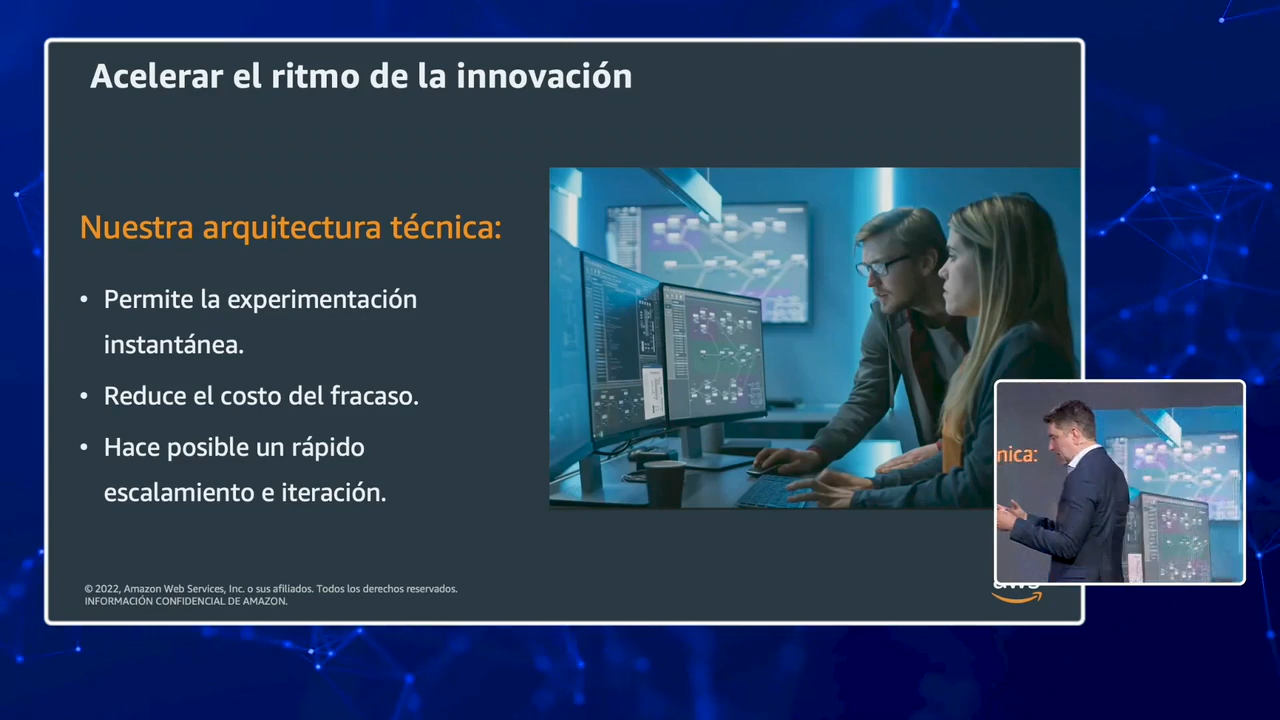 Acelerar el ritmo de la innovación
Nuestra arquitectura técnica:
• Permite la experimentación
instantánea.
• Reduce el costo del fracaso.
• Hace posible un rápido
escalamiento e iteración.
nica:
© 2022, Amazon Web Services, Inc. o sus afiliados. Todos los derechos reservados.
INFORMACIÓN CONFIDENCIAL DE AMAZON.
aws